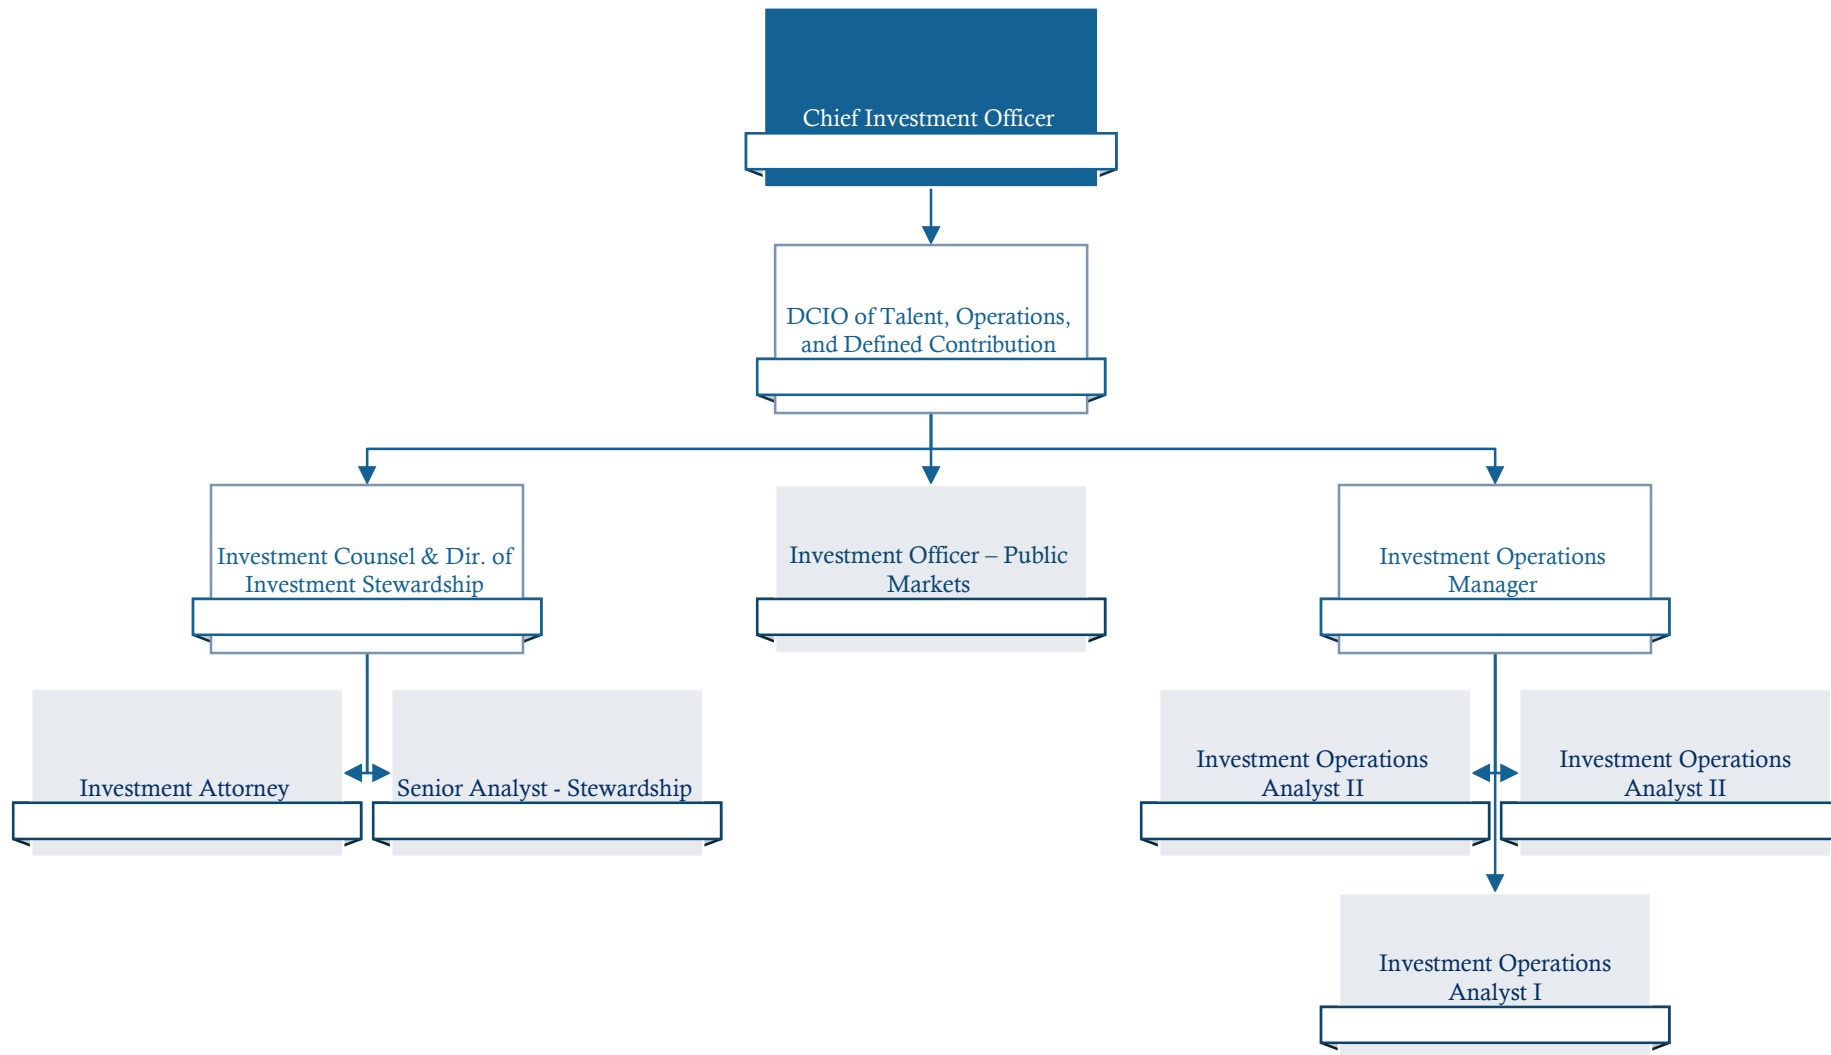 Chief Investment Officer
DCIO of Talent, Operations,
and Defined Contribution
Investment Counsel & Dir. of
Investment Stewardship
Investment Officer – Public
Markets
Investment Operations
Manager
Investment Attorney
Senior Analyst - Stewardship
Investment Operations
Analyst II
Investment Operations
Analyst II
Investment Operations
Analyst I